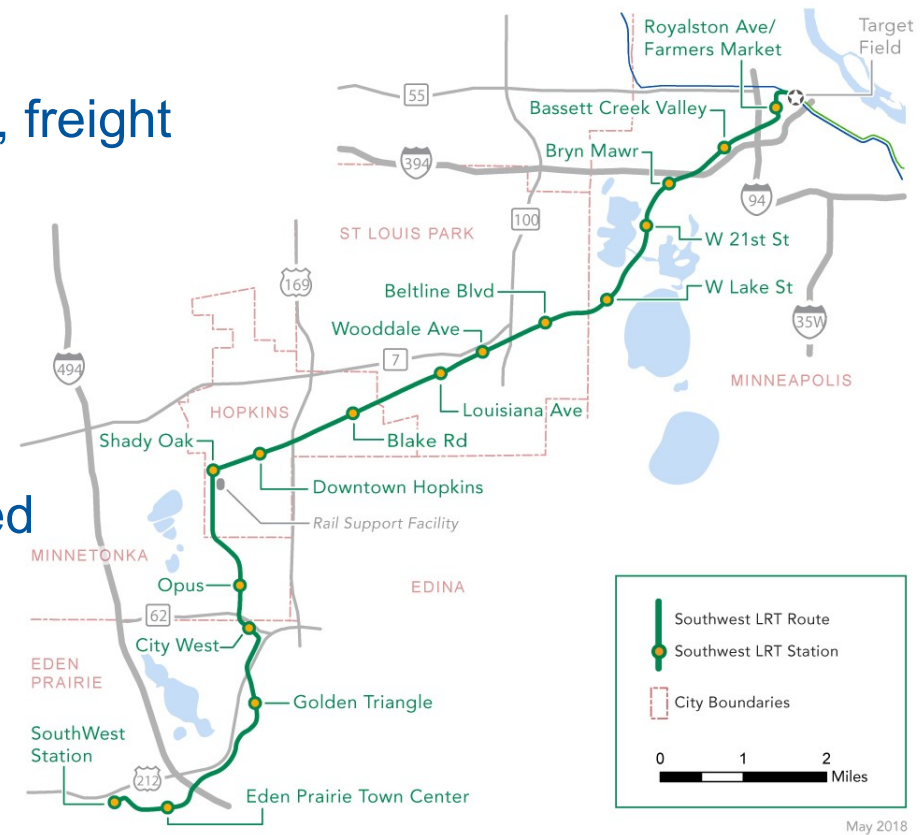 , freight
ed
Royalston Ave/
Farmers Market
Target
Field
55
Bassett Creek Valley
Bryn Mawr
394
94
100
ST LOUIS PARK
W 21st St
169
Beltline Blvd
W Lake St
Wooddale Ave
35W
7
494
MINNEAPOLIS
HOPKINS
Louisiana Ave
Shady Oak
Blake Rd
Downtown Hopkins
Rail Support Facility
MINNETONKA
Opus
EDINA
62
City West
EDEN
PRAIRIE
Golden Triangle
SouthWest
Station
212
Eden Prairie Town Center
Southwest LRT Route
Southwest LRT Station
City Boundaries
0 1 2
Miles
May 2018